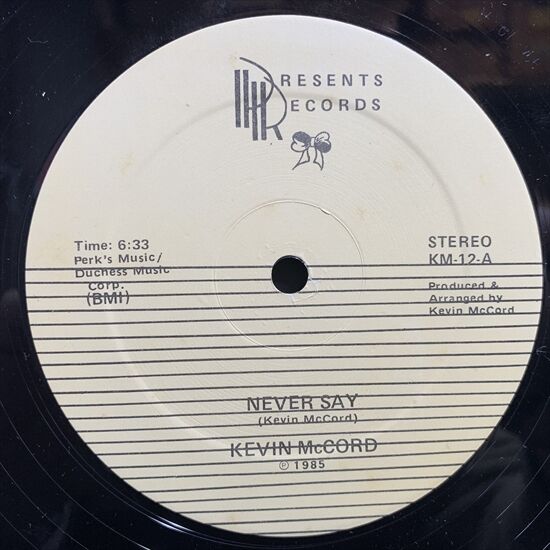 PRESENTS
RECORDS
Time: 6:33
Perk's Music/
Duchess Music
Corp.
(BMI)
STEREO
KM-12-A
Produced &
Arranged by
Kevin McCord
NEVER SAY
(Kevin McCord)
KEVIN McCORD
℗ 1985